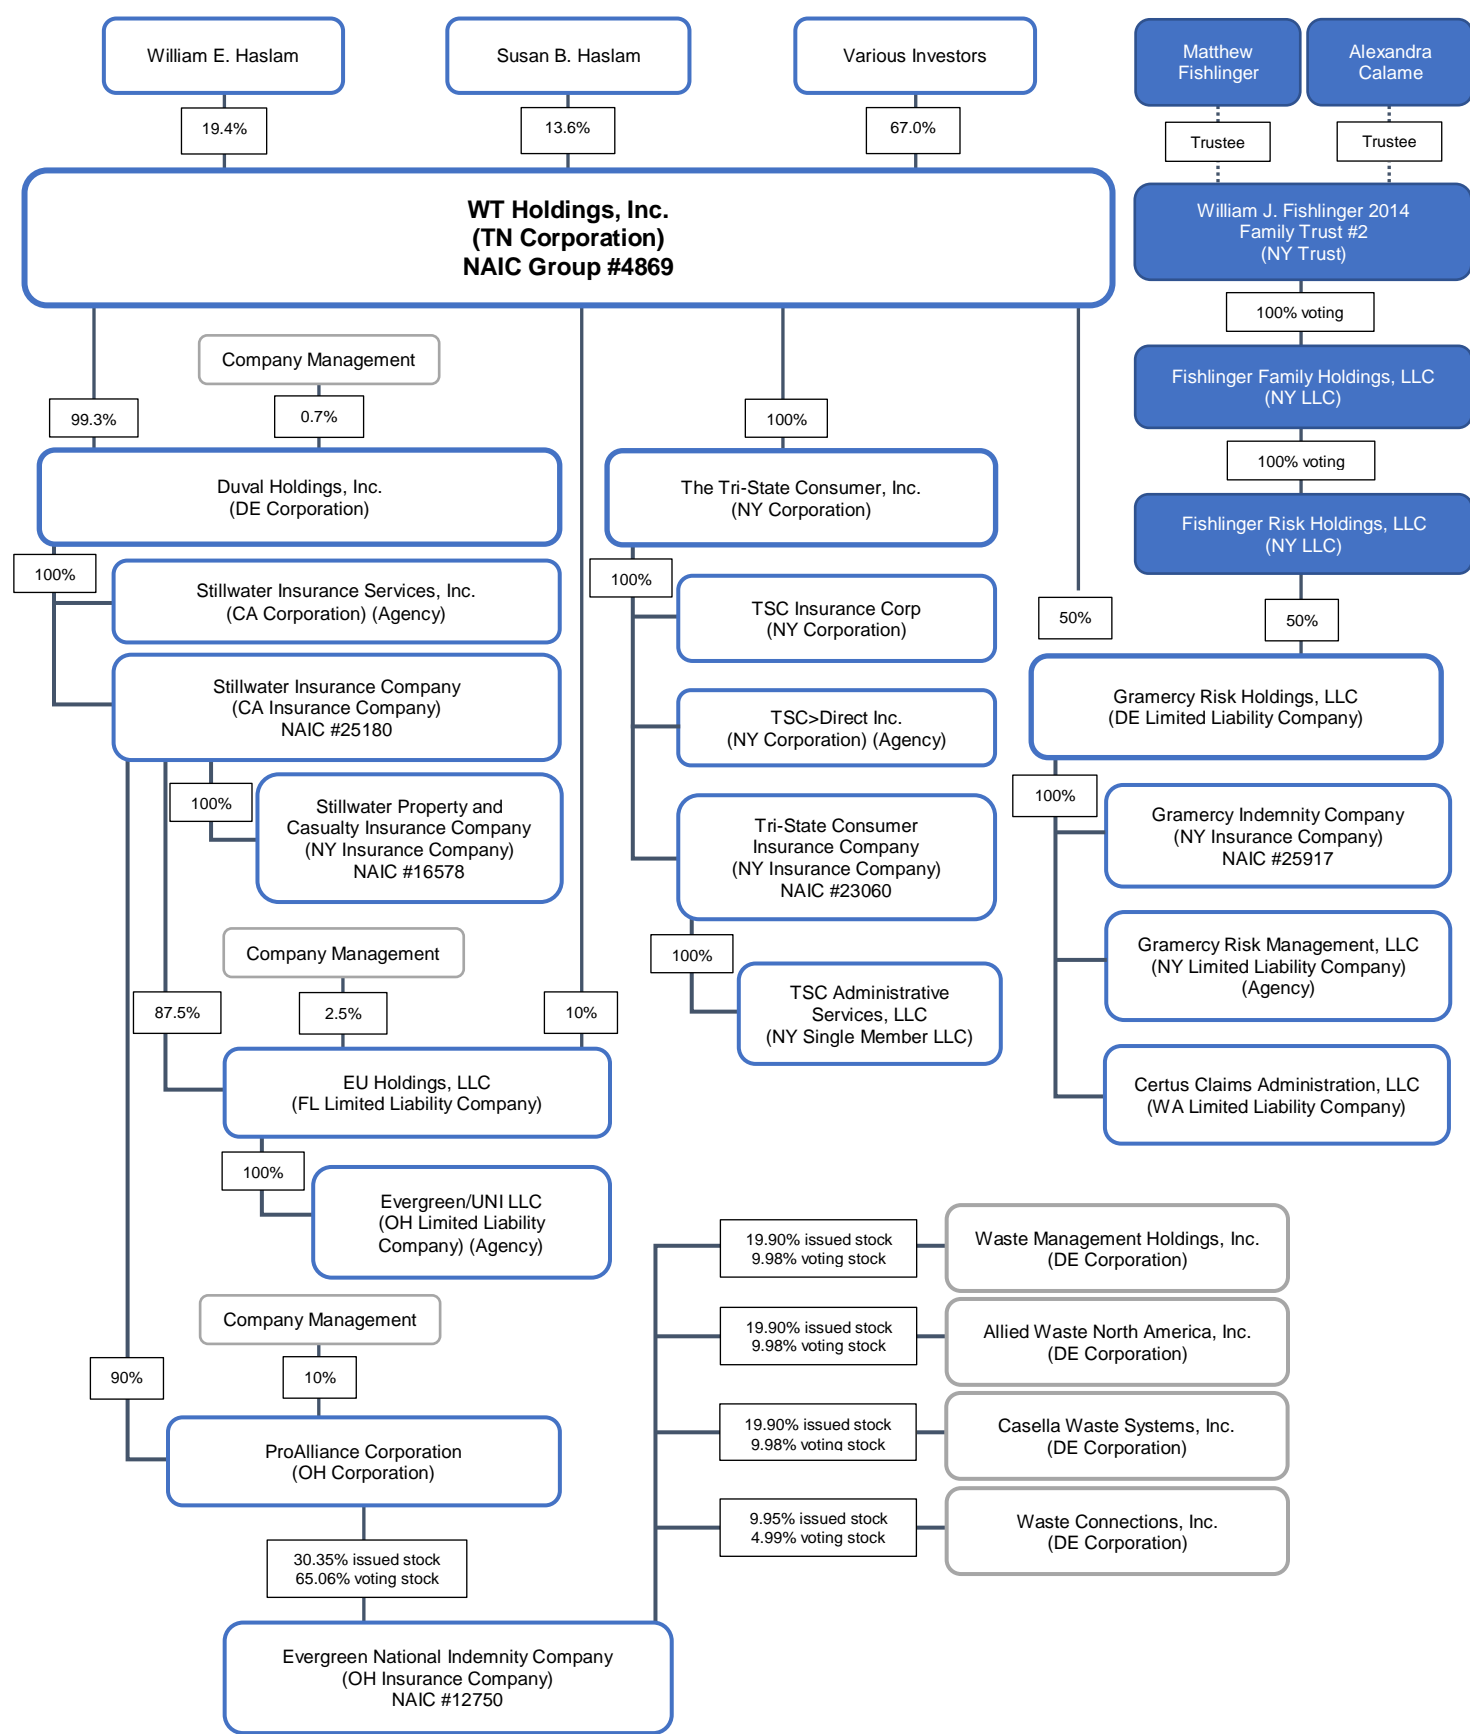 William E. Haslam
Susan B. Haslam
Various Investors
Matthew
Fishlinger
Alexandra
Calame
19.4%
13.6%
67.0%
Trustee
Trustee
WT Holdings, Inc.
(TN Corporation)
NAIC Group #4869
William J. Fishlinger 2014
Family Trust #2
(NY Trust)
100% voting
Company Management
Fishlinger Family Holdings, LLC
(NY LLC)
99.3%
0.7%
100%
100% voting
Duval Holdings, Inc.
(DE Corporation)
The Tri-State Consumer, Inc.
(NY Corporation)
Fishlinger Risk Holdings, LLC
(NY LLC)
100%
Stillwater Insurance Services, Inc.
(CA Corporation) (Agency)
100%
TSC Insurance Corp
(NY Corporation)
50%
50%
Stillwater Insurance Company
(CA Insurance Company)
NAIC #25180
TSC>Direct Inc.
(NY Corporation) (Agency)
Gramercy Risk Holdings, LLC
(DE Limited Liability Company)
100%
Stillwater Property and
Casualty Insurance Company
(NY Insurance Company)
NAIC #16578
Tri-State Consumer
Insurance Company
(NY Insurance Company)
NAIC #23060
100%
Gramercy Indemnity Company
(NY Insurance Company)
NAIC #25917
Company Management
100%
Gramercy Risk Management, LLC
(NY Limited Liability Company)
(Agency)
87.5%
2.5%
10%
TSC Administrative
Services, LLC
(NY Single Member LLC)
EU Holdings, LLC
(FL Limited Liability Company)
Certus Claims Administration, LLC
(WA Limited Liability Company)
100%
Evergreen/UNI LLC
(OH Limited Liability
Company) (Agency)
19.90% issued stock
9.98% voting stock
Waste Management Holdings, Inc.
(DE Corporation)
Company Management
19.90% issued stock
9.98% voting stock
Allied Waste North America, Inc.
(DE Corporation)
90%
10%
19.90% issued stock
9.98% voting stock
Casella Waste Systems, Inc.
(DE Corporation)
ProAlliance Corporation
(OH Corporation)
9.95% issued stock
4.99% voting stock
Waste Connections, Inc.
(DE Corporation)
30.35% issued stock
65.06% voting stock
Evergreen National Indemnity Company
(OH Insurance Company)
NAIC #12750